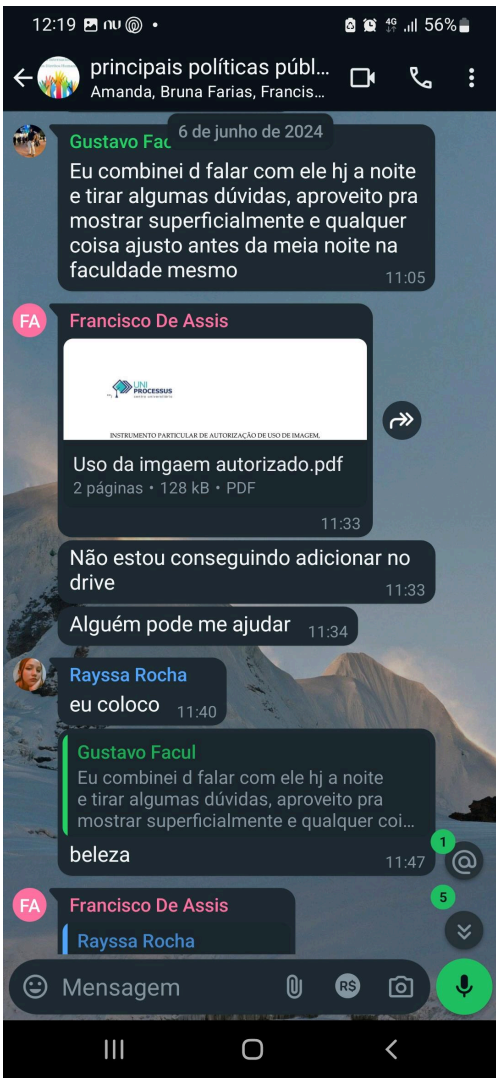 12:19
4G
56%
principais políticas públ...
Amanda, Bruna Farias, Francis...
6 de junho de 2024
Gustavo Fac
Eu combinei d falar com ele hj a noite
e tirar algumas dúvidas, aproveito pra
mostrar superficialmente e qualquer
coisa ajusto antes da meia noite na
faculdade mesmo
11:05
FA
Francisco De Assis
UNI
PROCESSUS
INSTRUMENTO PARTICULAR DE AUTORIZAÇÃO DE USO DE IMAGEM.
Uso da imgaem autorizado.pdf
2 páginas • 128 kB • PDF
11:33
Não estou conseguindo adicionar no
drive
11:33
Alguém pode me ajudar
11:34
Rayssa Rocha
eu coloco
11:40
Gustavo Facul
Eu combinei d falar com ele hj a noite
e tirar algumas dúvidas, aproveito pra
mostrar superficialmente e qualquer coi...
beleza
11:47
1
@
FA
Francisco De Assis
5
Rayssa Rocha
Mensagem
R$